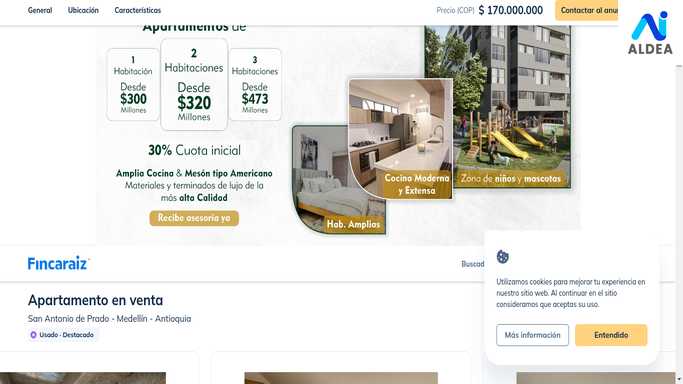 General Ubicación Características Precio (COP) $ 170.000.000
ALDEA
Apartamentos de
1 Habitación Desde $300 Millones
2 Habitaciones Desde $320 Millones
3 Habitaciones Desde $473 Millones
30% Cuota inicial
Amplia Cocina & Mesón tipo Americano
Materiales y terminados de lujo de la
más alta Calidad
Recibe asesoría ya
Hab. Amplias
Cocina Moderna
y Extensa
Zona de niños y mascotas
Fincaraiz
Apartamento en venta
San Antonio de Prado - Medellín - Antioquia
Usado - Destacado
Utilizamos cookies para mejorar tu experiencia en
nuestro sitio web. Al continuar en el sitio
consideramos que aceptas su uso.
Más información Entendido